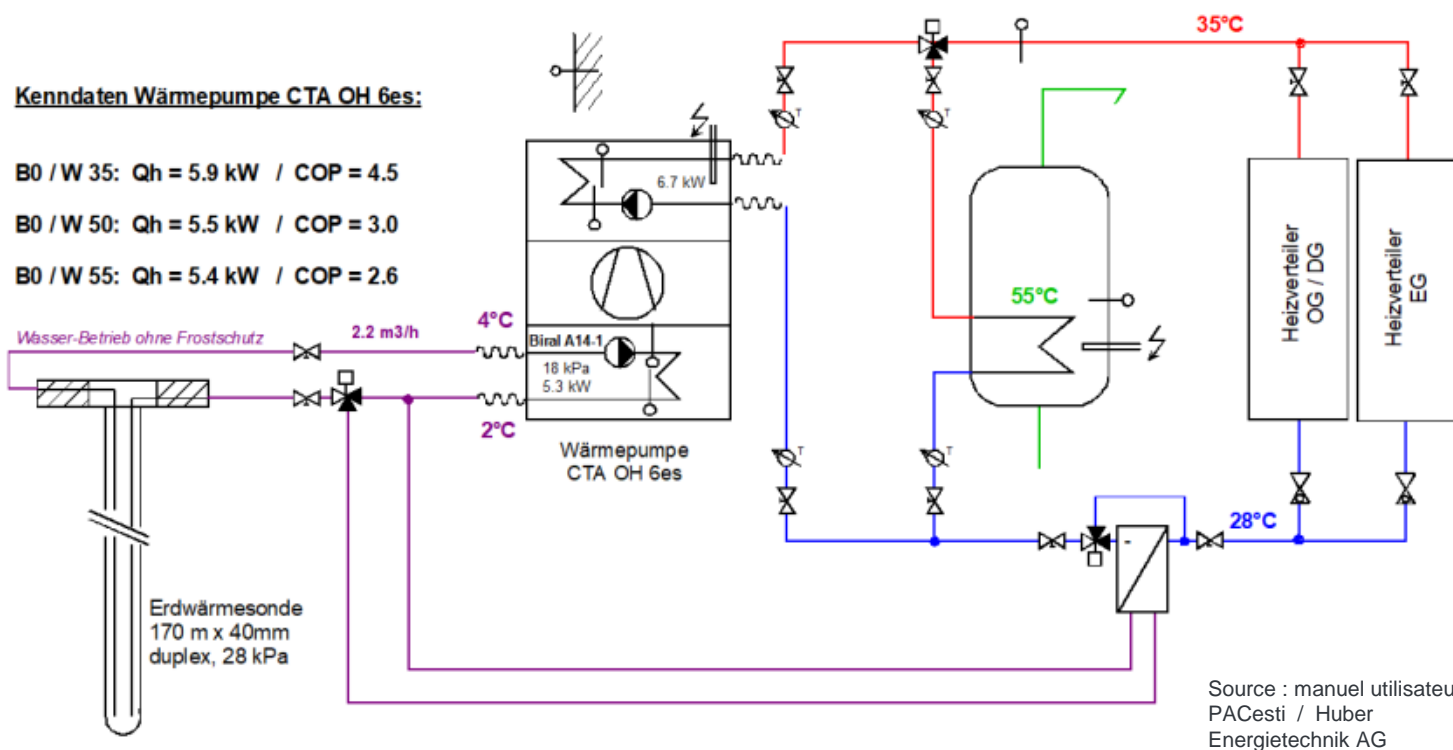 Kenndaten Wärmepumpe CTA OH 6es:
B0 / W 35: Qh = 5.9 kW / COP = 4.5
B0 / W 50: Qh = 5.5 kW / COP = 3.0
B0 / W 55: Qh = 5.4 kW / COP = 2.6
Wasser-Betrieb ohne Frostschutz
2.2 m3/h
4°C
2°C
6.7 kW
Biral A14-1
18 kPa
5.3 kW
Wärmepumpe
CTA OH 6es
Erdwärmesonde
170 m x 40mm
duplex, 28 kPa
T
T
T
T
35°C
55°C
28°C
-
Heizverteiler
OG / DG
Heizverteiler
EG
Source : manuel utilisateu
PACesti / Huber
Energietechnik AG